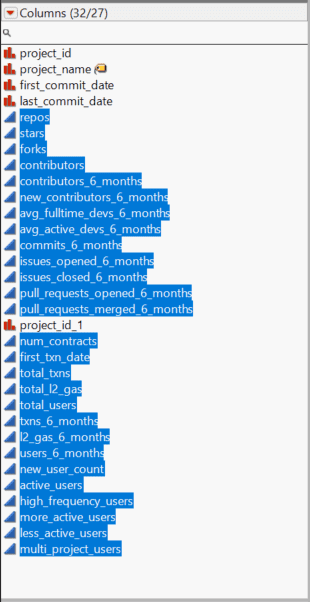 Columns (32/27)
project_id
project_name
first_commit_date
last_commit_date
repos
stars
forks
contributors
contributors_6_months
new_contributors_6_months
avg_fulltime_devs_6_months
avg_active_devs_6_months
commits_6_months
issues_opened_6_months
issues_closed_6_months
pull_requests_opened_6_months
pull_requests_merged_6_months
project_id_1
num_contracts
first_txn_date
total_txns
total_l2_gas
total_users
txns_6_months
l2_gas_6_months
users_6_months
new_user_count
active_users
high_frequency_users
more_active_users
less_active_users
multi_project_users